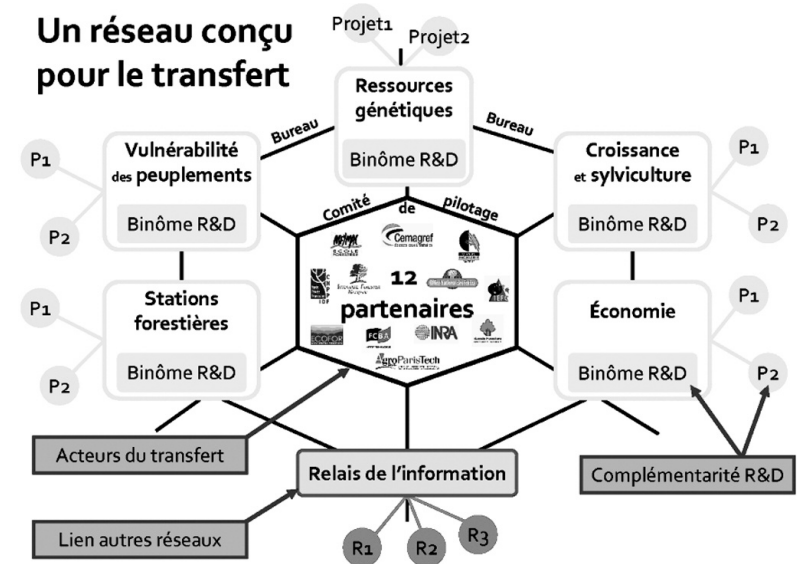 Un réseau conçu
pour le transfert
Projet1
Projet2
Ressources
génétiques
Binôme R&D
Bureau
Bureau
Vulnérabilité
des peuplements
Binôme R&D
P1
P2
Croissance
et sylviculture
Binôme R&D
P1
P2
Comité de pilotage
Cemagref
12
partenaires
FCBA
INRA
AgroParisTech
Stations
forestières
Binôme R&D
P1
P2
Économie
Binôme R&D
P1
P2
Acteurs du transfert
Relais de l'information
Complémentarité R&D
Lien autres réseaux
R1
R2
R3